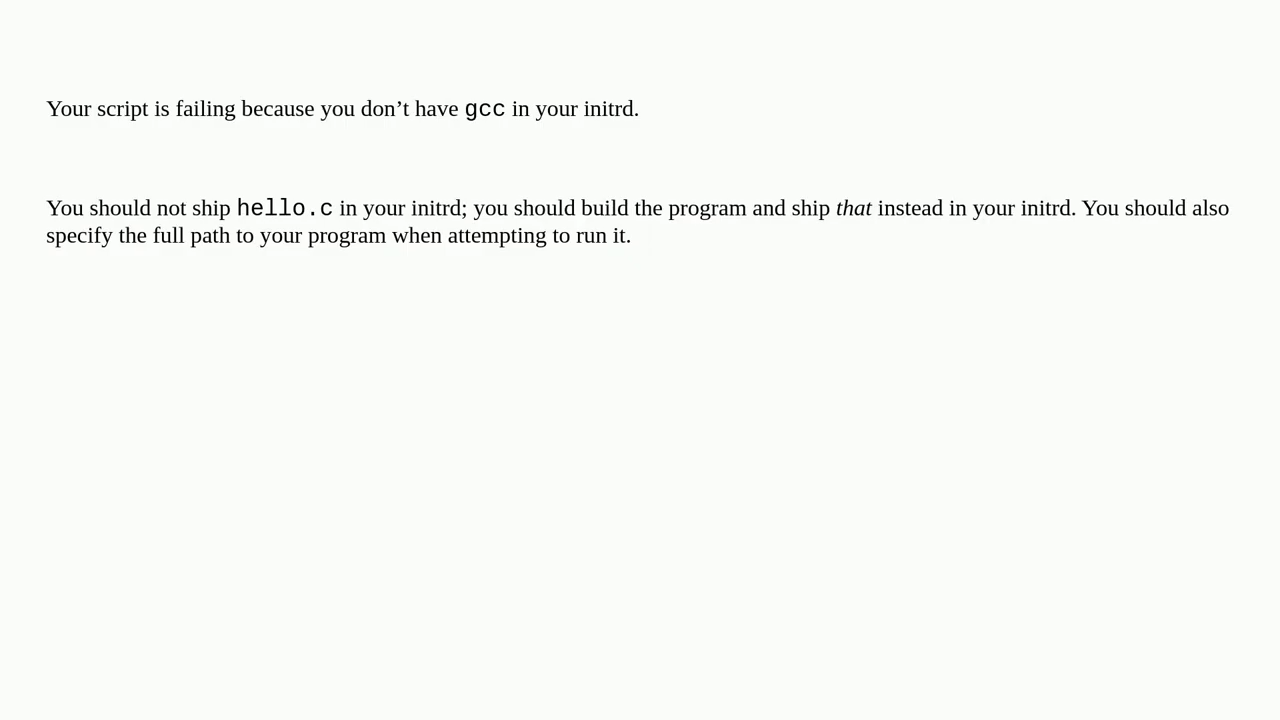 Your script is failing because you don’t have gcc in your initrd.
You should not ship hello.c in your initrd; you should build the program and ship that instead in your initrd. You should also
specify the full path to your program when attempting to run it.